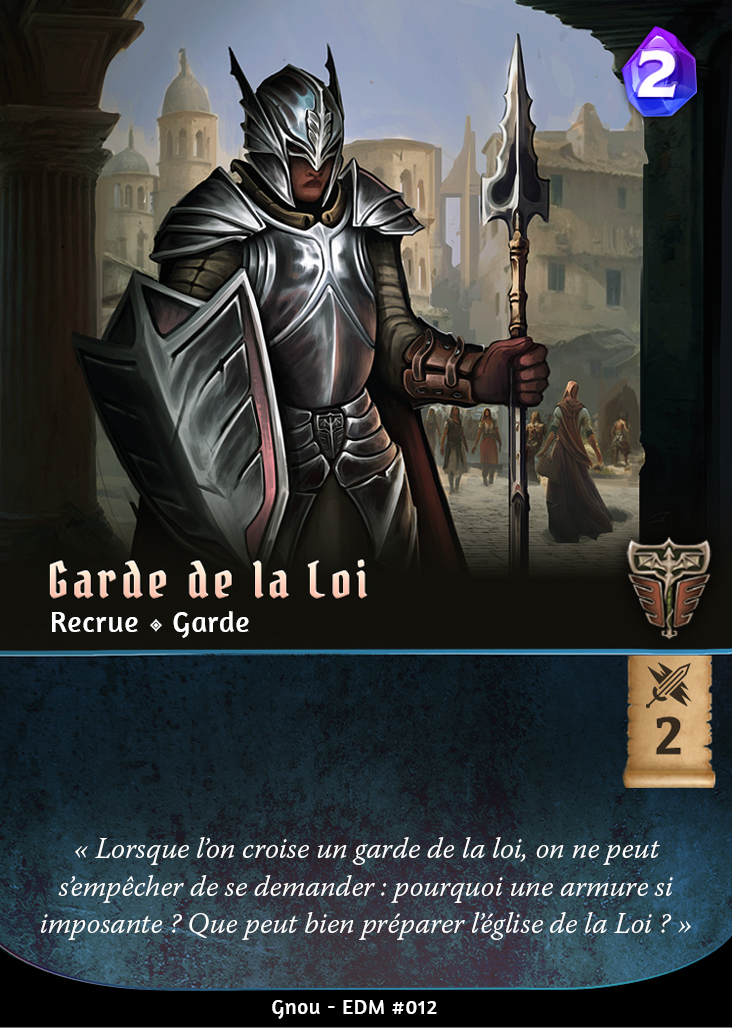 2
Garde de la Loi
Recrue ◈ Garde
2
« Lorsque l’on croise un garde de la loi, on ne peut
s’empêcher de se demander : pourquoi une armure si
imposante ? Que peut bien préparer l’église de la Loi ? »
Gnou - EDM #012